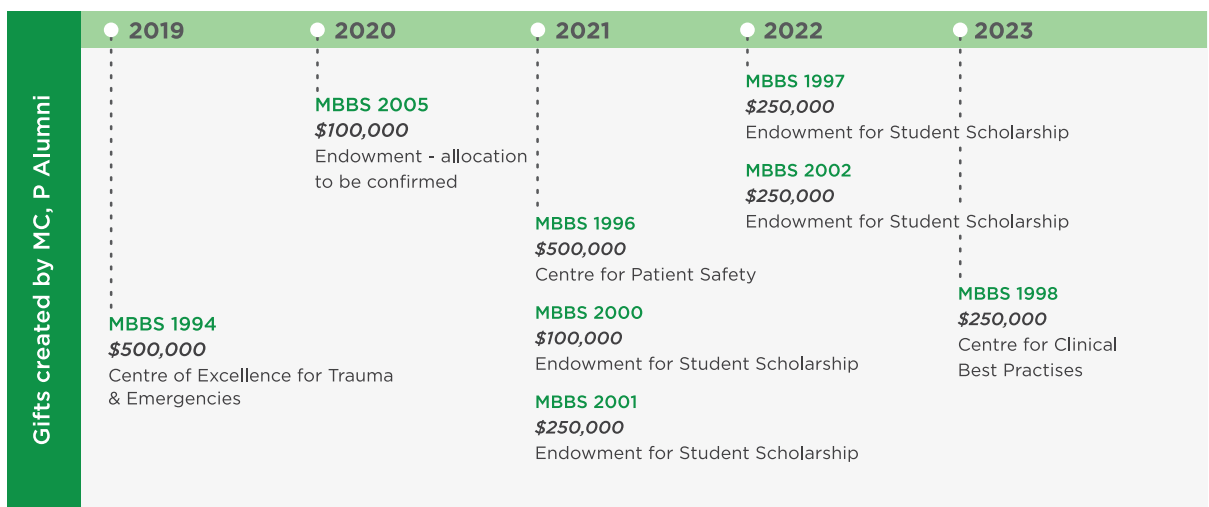 Gifts created by MC, P Alumni
2019
2020
2021
2022
2023
MBBS 1994
$500,000
Centre of Excellence for Trauma
& Emergencies
MBBS 2005
$100,000
Endowment - allocation
to be confirmed
MBBS 1996
$500,000
Centre for Patient Safety
MBBS 2000
$100,000
Endowment for Student Scholarship
MBBS 2001
$250,000
Endowment for Student Scholarship
MBBS 1997
$250,000
Endowment for Student Scholarship
MBBS 2002
$250,000
Endowment for Student Scholarship
MBBS 1998
$250,000
Centre for Clinical
Best Practises